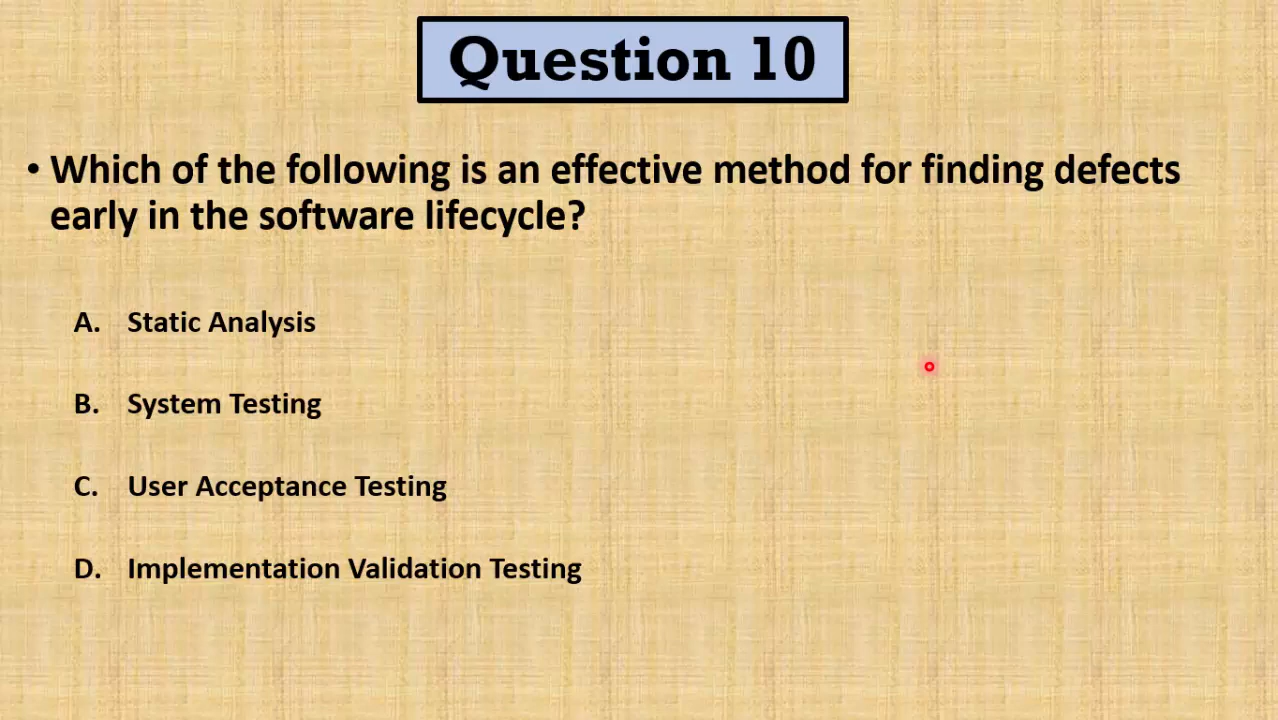 Question 10
• Which of the following is an effective method for finding defects
early in the software lifecycle?
A. Static Analysis
B. System Testing
C. User Acceptance Testing
D. Implementation Validation Testing